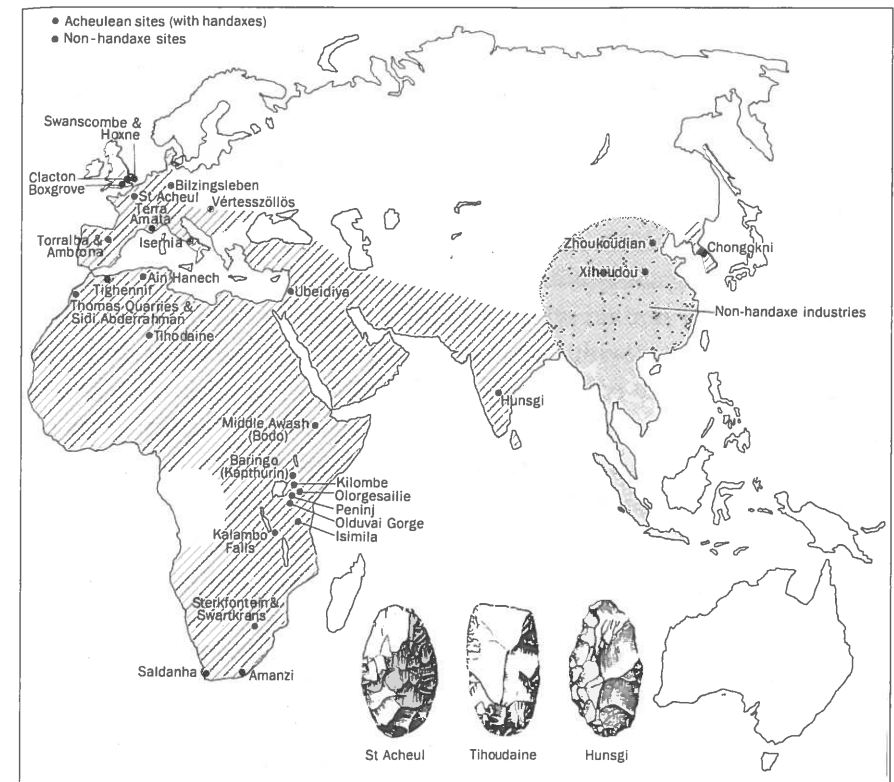 Acheulean sites (with handaxes)
Non-handaxe sites
Swanscombe &
Hoxne
Clacton
Boxgrove
Bilzingsleben
St Acheul
Vértesszöllös
Terra
Amata
Torralba &
Ambrona
Isernia
Ain Hanech
Tighennif
Thomas Quarries &
Sidi Abderrahman
Tihodaine
Ubeidiya
Zhoukoudian
Chongokni
Xihoudou
Non-handaxe industries
Hunsgi
Middle Awash
(Bodo)
Baringo
(Kapthurin)
Kilombe
Olorgesailie
Peninj
Olduvai Gorge
Isimila
Kalambo
Falls
Sterkfontein &
Swartkrans
Saldanha
Amanzi
St Acheul
Tihoudaine
Hunsgi